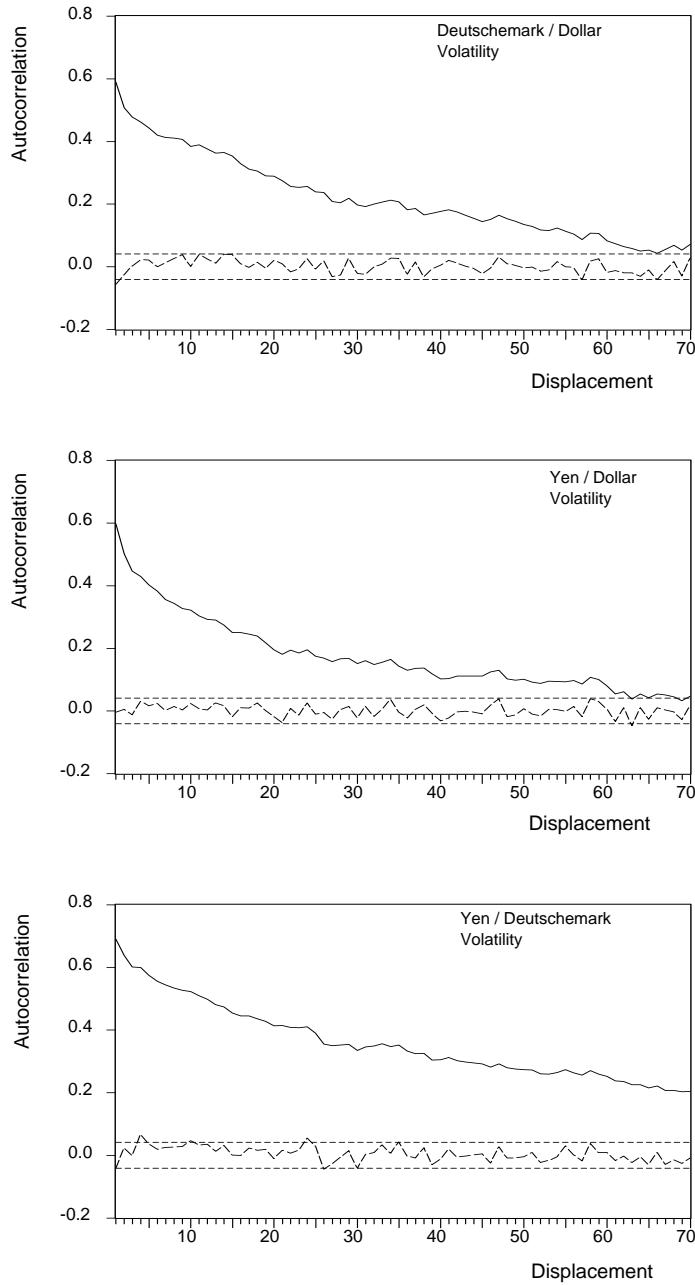 0.8
0.6
0.4
0.2
0.0
-0.2
Autocorrelation
Deutschemark / Dollar
Volatility
10 20 30 40 50 60 70
Displacement
0.8
0.6
0.4
0.2
0.0
-0.2
Autocorrelation
Yen / Dollar
Volatility
10 20 30 40 50 60 70
Displacement
0.8
0.6
0.4
0.2
0.0
-0.2
Autocorrelation
Yen / Deutschemark
Volatility
10 20 30 40 50 60 70
Displacement